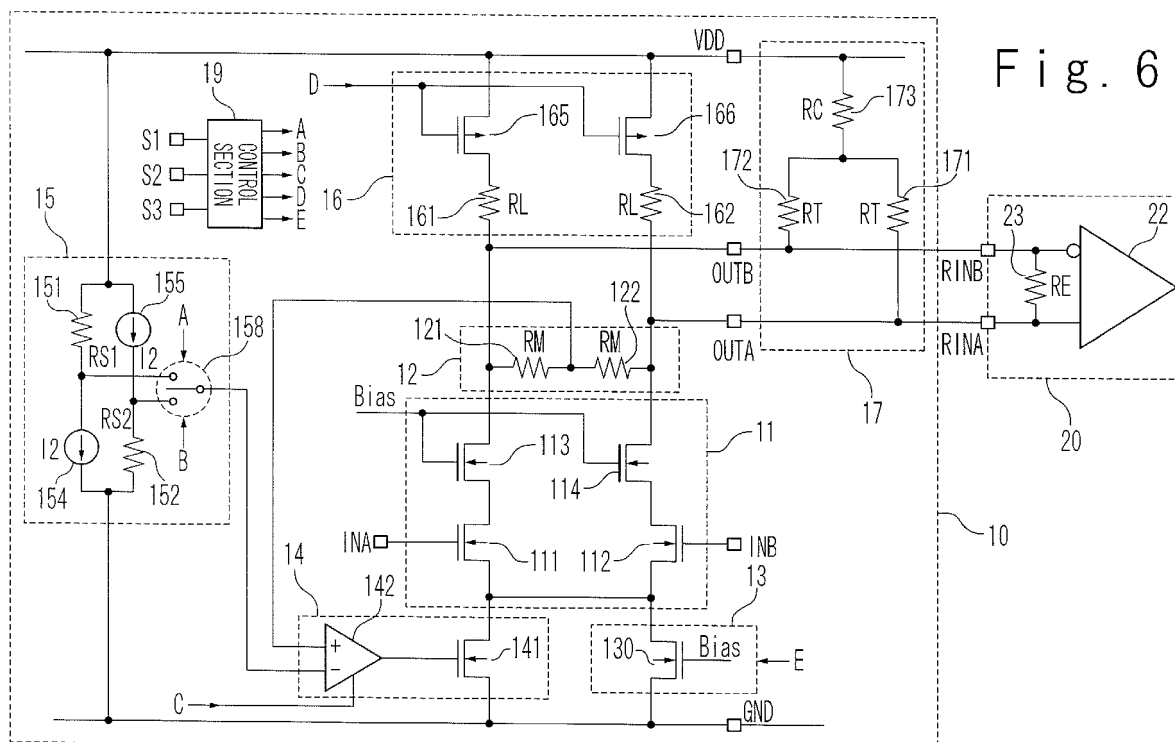 Fig. 6
VDD
D
19
165
166
RC
173
S1
S2
S3
CONTROL SECTION
A
B
C
D
E
16
161
RL
RL
162
172
171
RT
RT
22
23
15
OUTB
RINB
RE
151
155
A
158
RS1
I2
OUTA
RINA
121
RM
RM
122
12
17
20
RS2
I2
B
154
152
Bias
113
114
11
10
INA
111
112
INB
14
142
13
+
−
141
130
Bias
E
C
GND